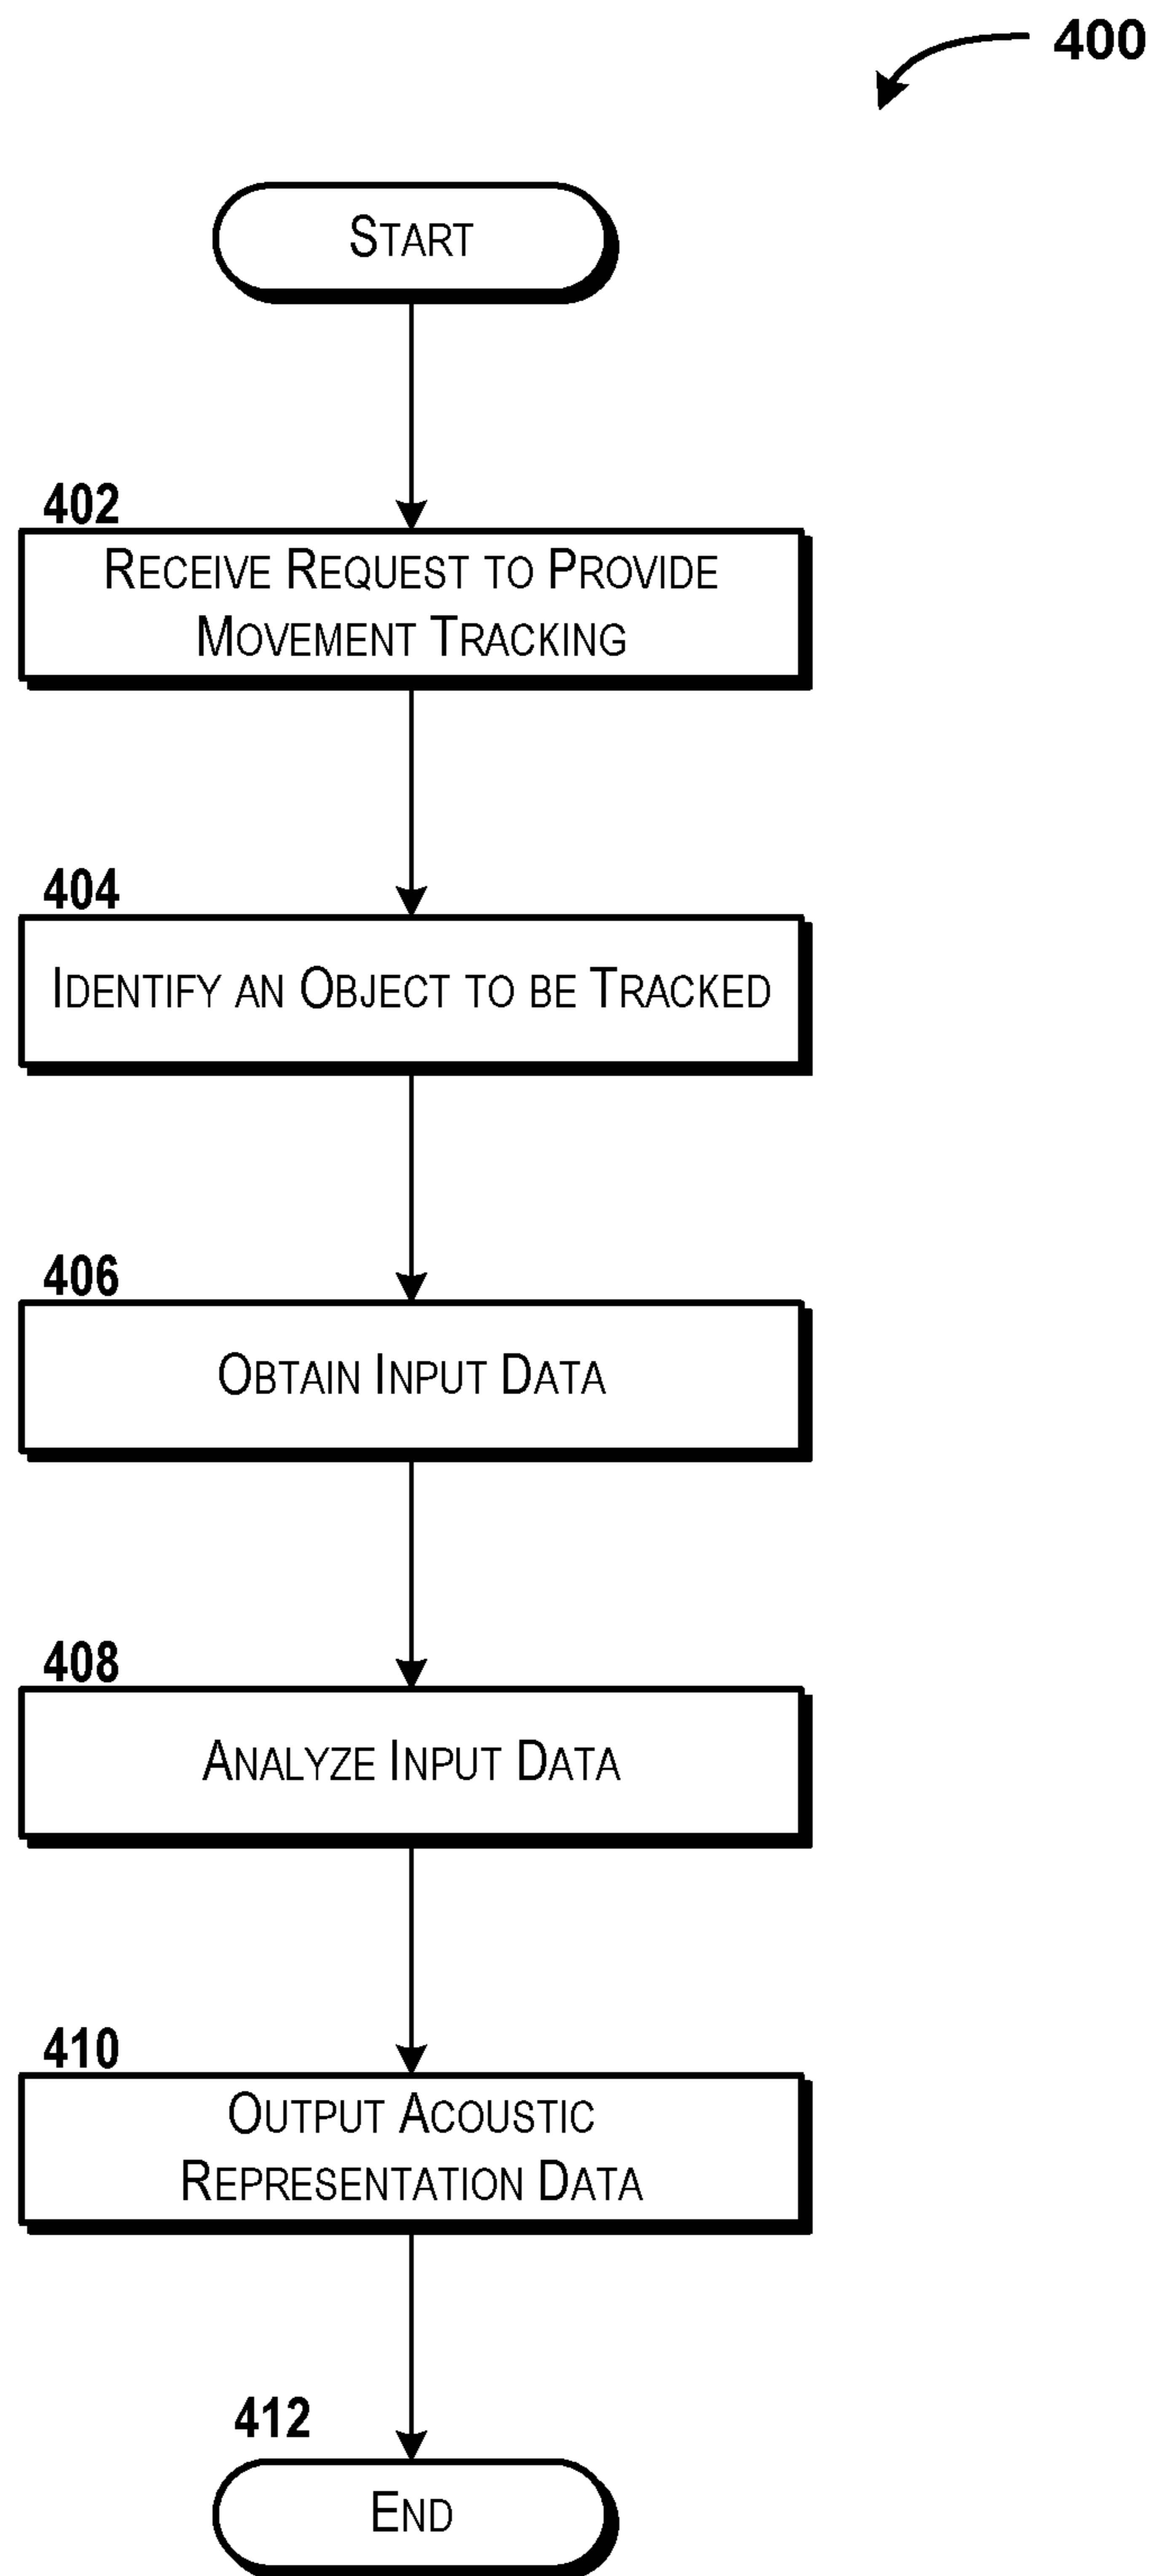 400
START
402
RECEIVE REQUEST TO PROVIDE
MOVEMENT TRACKING
404
IDENTIFY AN OBJECT TO BE TRACKED
406
OBTAIN INPUT DATA
408
ANALYZE INPUT DATA
410
OUTPUT ACOUSTIC
REPRESENTATION DATA
412
END